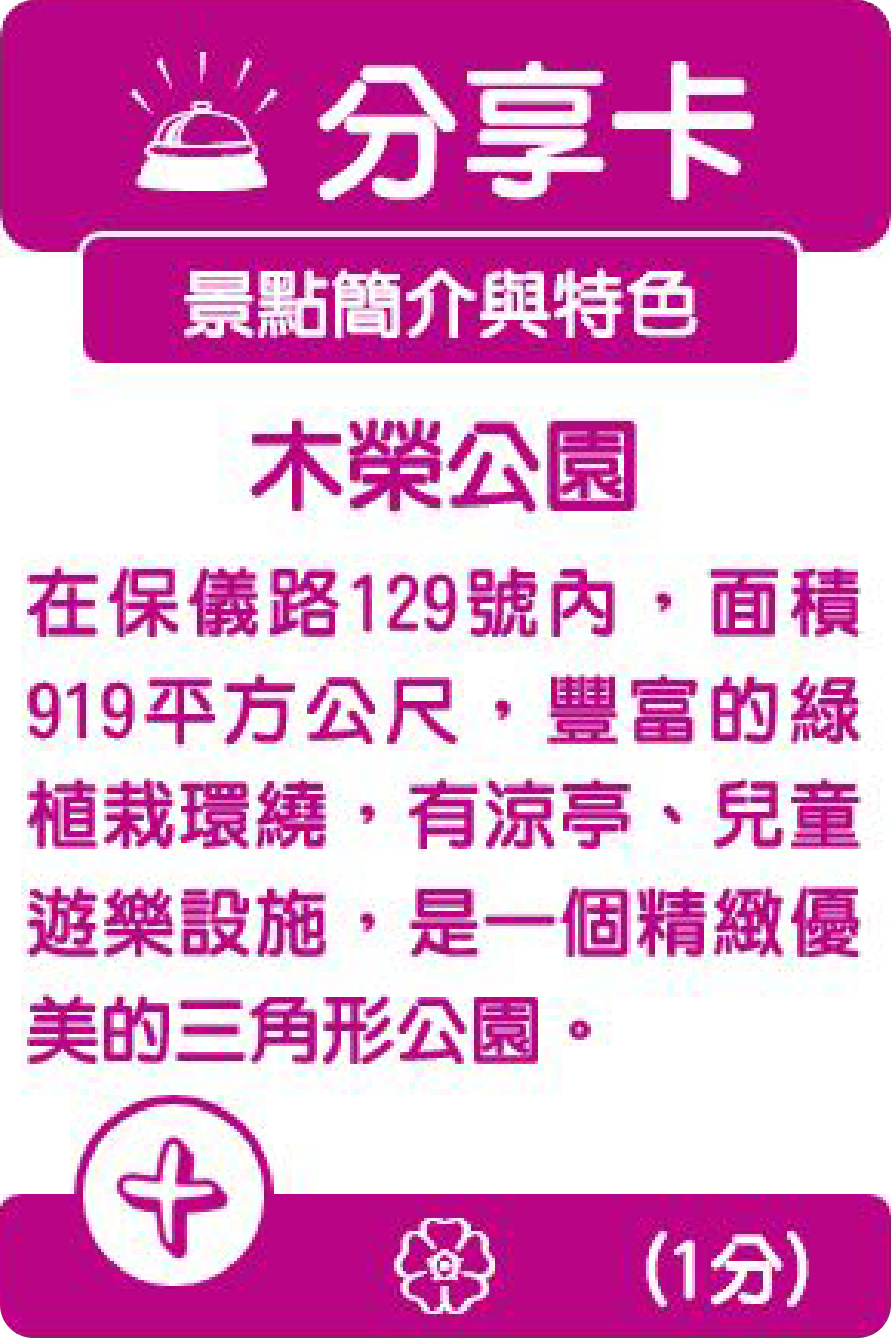 分享卡
景點簡介與特色
木榮公園
在保儀路129號內，面積
919平方公尺，豐富的綠
植栽環繞，有涼亭、兒童
遊樂設施，是一個精緻優
美的三角形公園。
(1分)